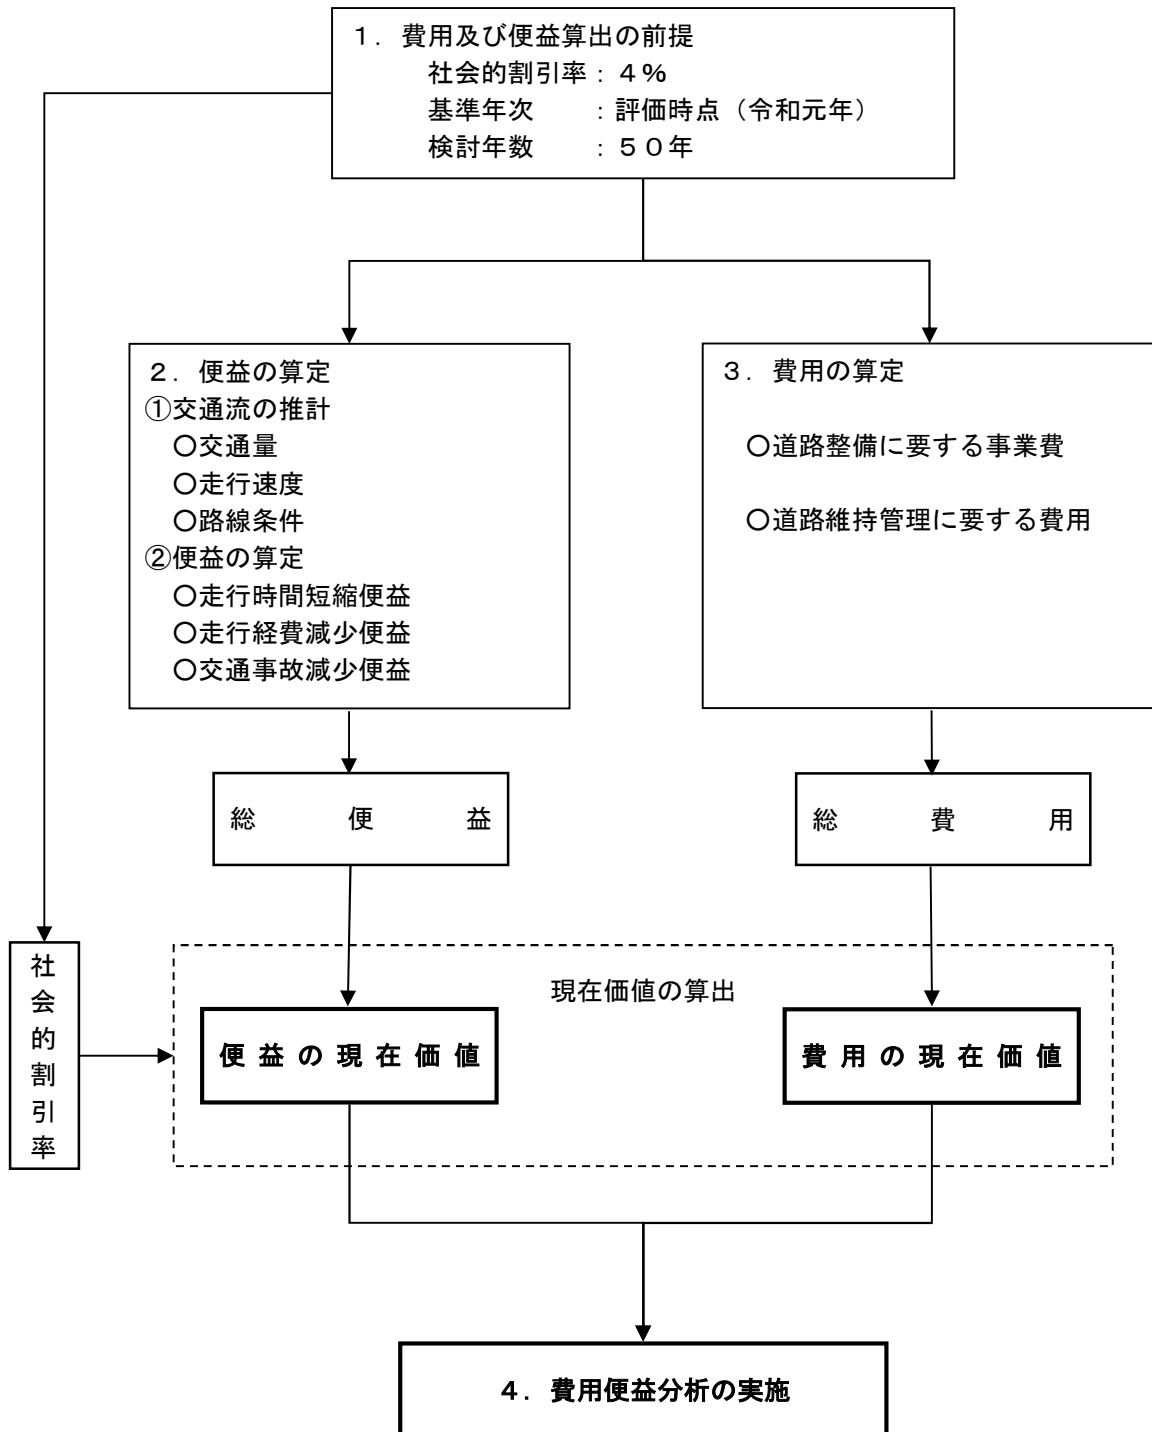 １．費用及び便益算出の前提
社会的割引率：４％
基準年次　　：評価時点（令和元年）
検討年数　　：５０年
２．便益の算定
①交通流の推計
○交通量
○走行速度
○路線条件
②便益の算定
○走行時間短縮便益
○走行経費減少便益
○交通事故減少便益
３．費用の算定
○道路整備に要する事業費
○道路維持管理に要する費用
総　便　益
総　費　用
社会的割引率
現在価値の算出
便益の現在価値
費用の現在価値
４．費用便益分析の実施